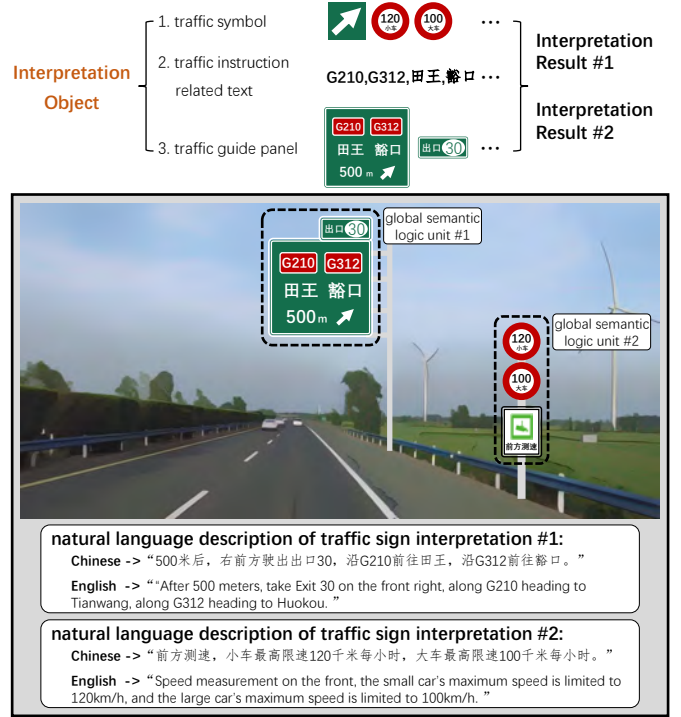 Interpretation
Object
1. traffic symbol
120
小车
100
大车
...
2. traffic instruction
related text
G210,G312,田王,豁口...
3. traffic guide panel
G210 G312
田王 豁口
500 m
出口30
...
Interpretation
Result #1
Interpretation
Result #2
出口30
G210 G312
田王 豁口
500m
global semantic
logic unit #1
120
小车
100
大车
前方测速
global semantic
logic unit #2
natural language description of traffic sign interpretation #1:
Chinese -> “500米后，右前方驶出出口30，沿G210前往田王，沿G312前往豁口。”
English -> “"After 500 meters, take Exit 30 on the front right, along G210 heading to
Tianwang, along G312 heading to Huokou. ”
natural language description of traffic sign interpretation #2:
Chinese -> “前方测速，小车最高限速120千米每小时，大车最高限速100千米每小时。”
English -> “Speed measurement on the front, the small car’s maximum speed is limited to
120km/h, and the large car’s maximum speed is limited to 100km/h. ”